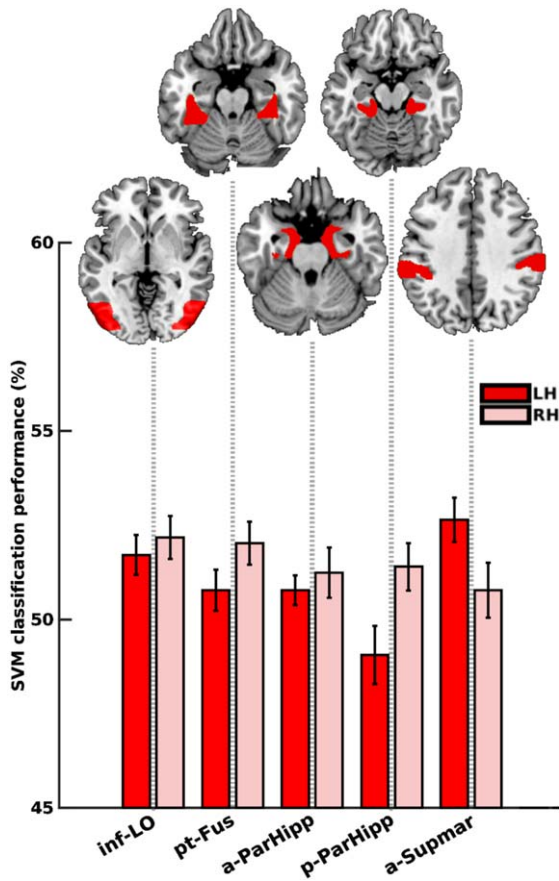 60
55
50
45
SVM classification performance (%)
LH
RH
inf-LO
pt-Fus
a-ParHipp
p-ParHipp
a-Supmar